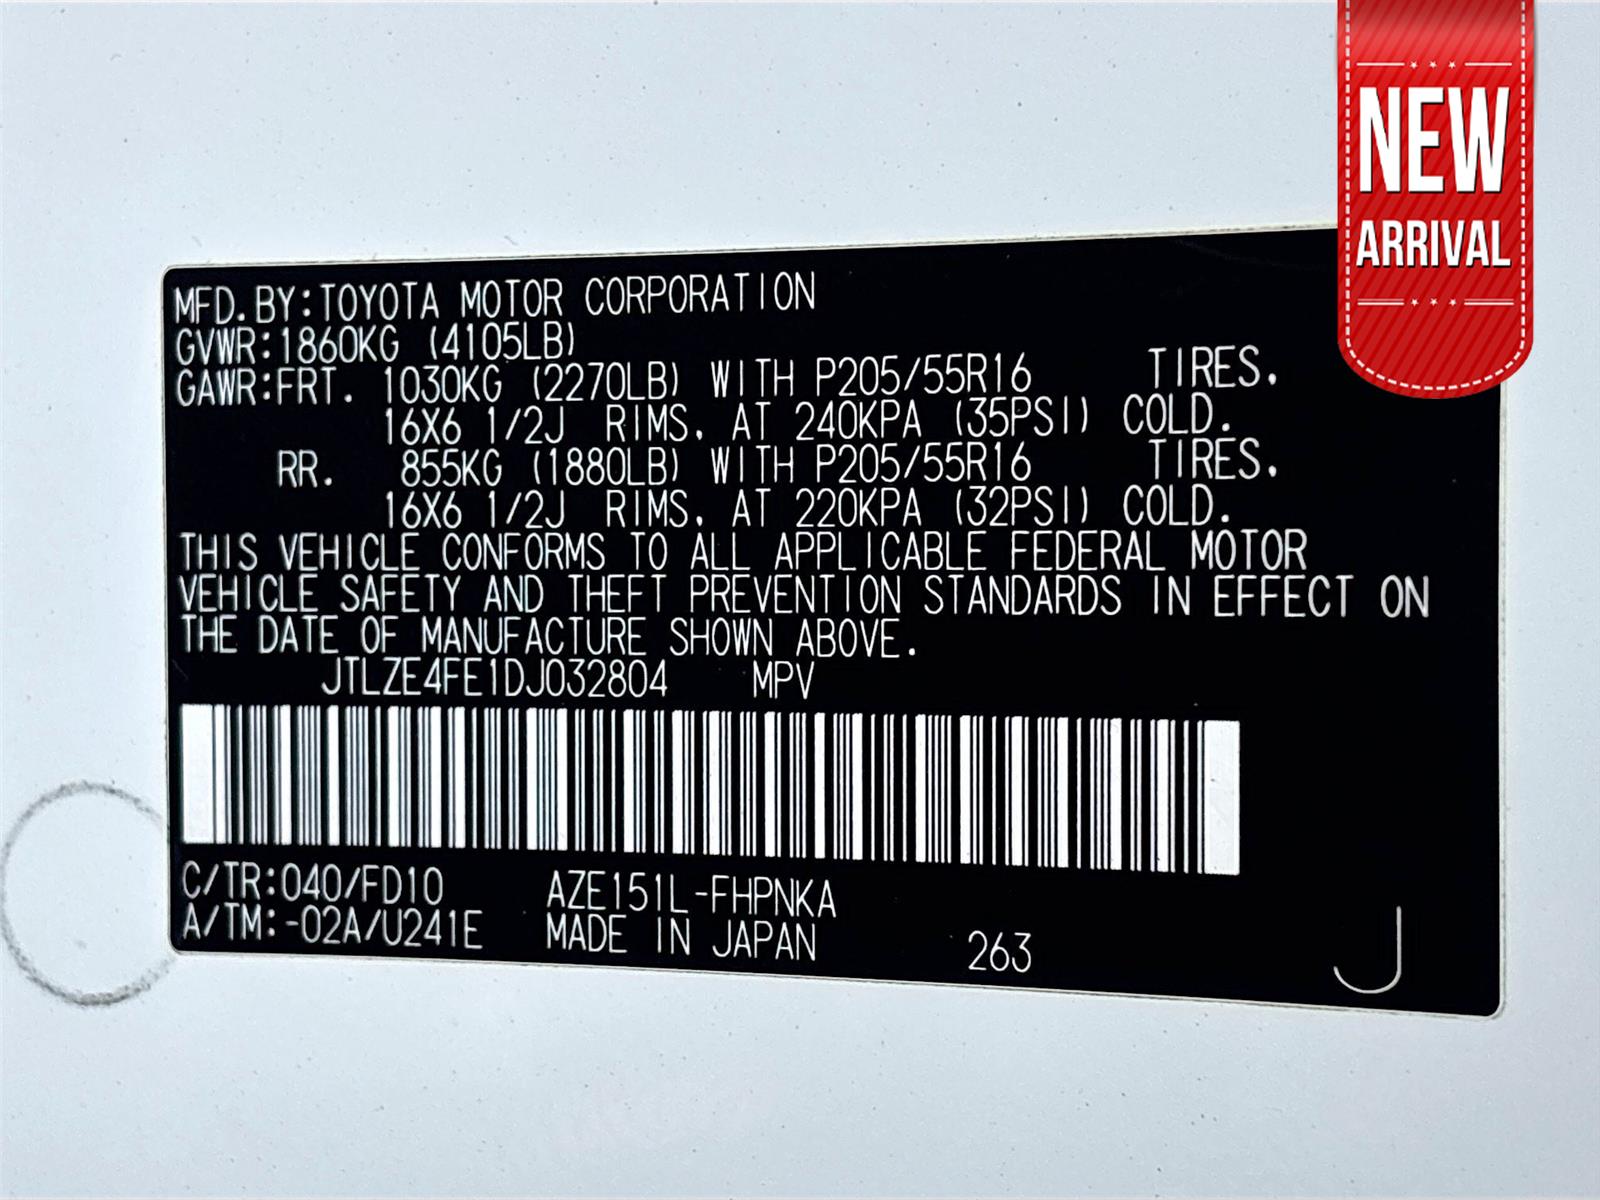 NEW
ARRIVAL
MFD.BY:TOYOTA MOTOR CORPORATION
GVWR:1860KG (4105LB)
GAWR:FRT. 1030KG (2270LB) WITH P205/55R16 TIRES.
16X6 1/2J RIMS. AT 240KPA (35PSI) COLD.
RR. 855KG (1880LB) WITH P205/55R16 TIRES.
16X6 1/2J RIMS. AT 220KPA (32PSI) COLD.
THIS VEHICLE CONFORMS TO ALL APPLICABLE FEDERAL MOTOR
VEHICLE SAFETY AND THEFT PREVENTION STANDARDS IN EFFECT ON
THE DATE OF MANUFACTURE SHOWN ABOVE.
JTLZE4FE1DJ032804 MPV
C/TR:040/FD10 AZE151L-FHPNKA
A/TM:-02A/U241E MADE IN JAPAN 263 J